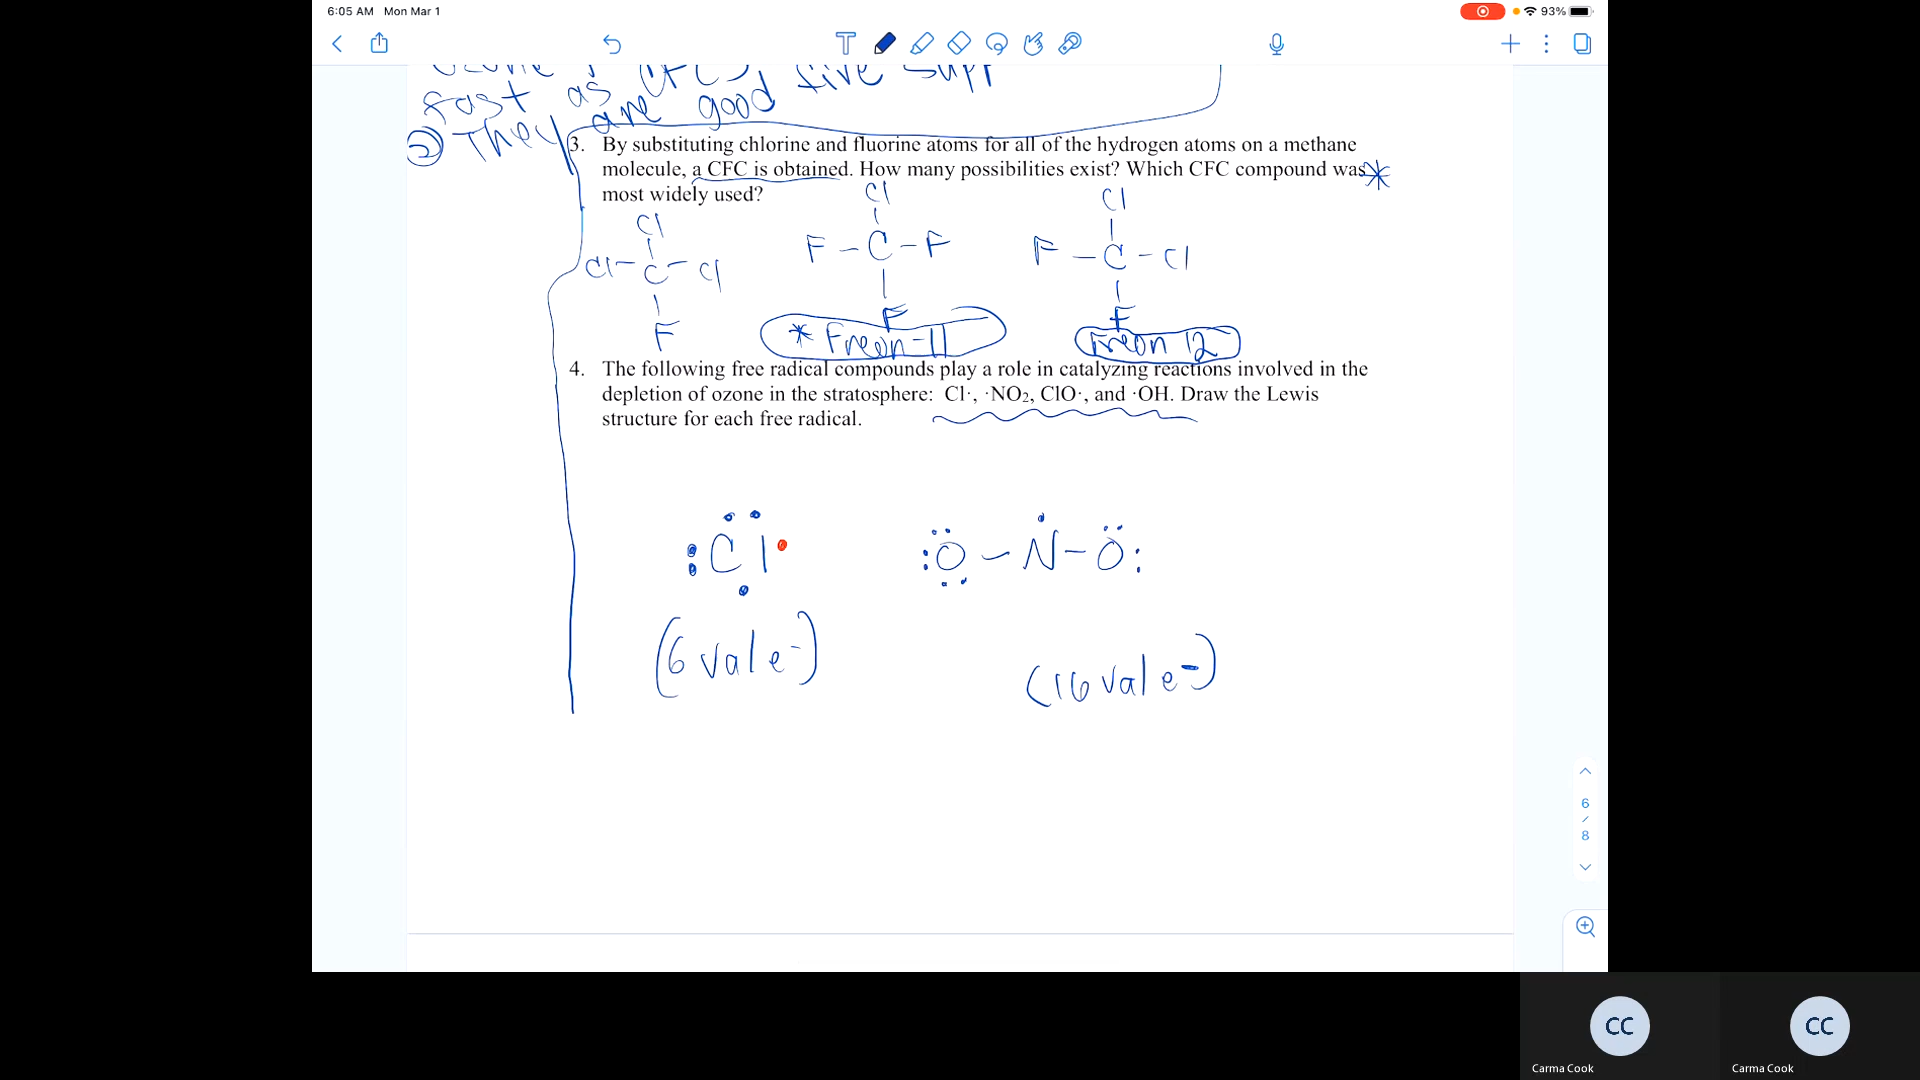 6:05 AM Mon Mar 1
93%
T
fast as
good
② They are
3. By substituting chlorine and fluorine atoms for all of the hydrogen atoms on a methane
molecule, a CFC is obtained. How many possibilities exist? Which CFC compound was *
most widely used?
Cl
Cl - C - Cl
F
Cl
F - C - F
F
* Freon-11
Cl
F - C - Cl
F
Freon 12
4. The following free radical compounds play a role in catalyzing reactions involved in the
depletion of ozone in the stratosphere: Cl·, ·NO₂, ClO·, and ·OH. Draw the Lewis
structure for each free radical.
:Cl·
:O - N - O:
(6 val e-)
(16 val e-)
6
/
8
CC
Carma Cook
CC
Carma Cook